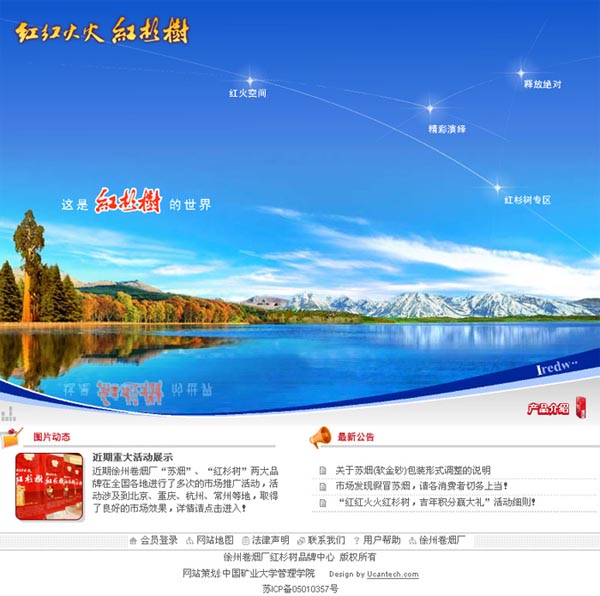 红红火火 紅杉樹
释放绝对
红火空间
精彩演绎
红杉树专区
这是 紅杉樹 的世界
Iredw..
产品介绍
图片动态
最新公告
近期重大活动展示
近期徐州卷烟厂“苏烟”、“红杉树”两大品
牌在全国各地进行了多次的市场推广活动，活
动涉及到北京、重庆、杭州、常州等地，取得
了良好的市场效果，详情请点击进入！
关于苏烟(软金砂)包装形式调整的说明
市场发现假冒苏烟，请各消费者切务上当！
“红红火火红杉树，吉年积分嬴大礼”活动细则！
会员登录 网站地图 法律声明 联系我们 用户帮助 徐州卷烟厂
徐州卷烟厂红杉树品牌中心 版权所有
网站策划:中国矿业大学管理学院 Design by Ucantech.com
苏ICP备05010357号